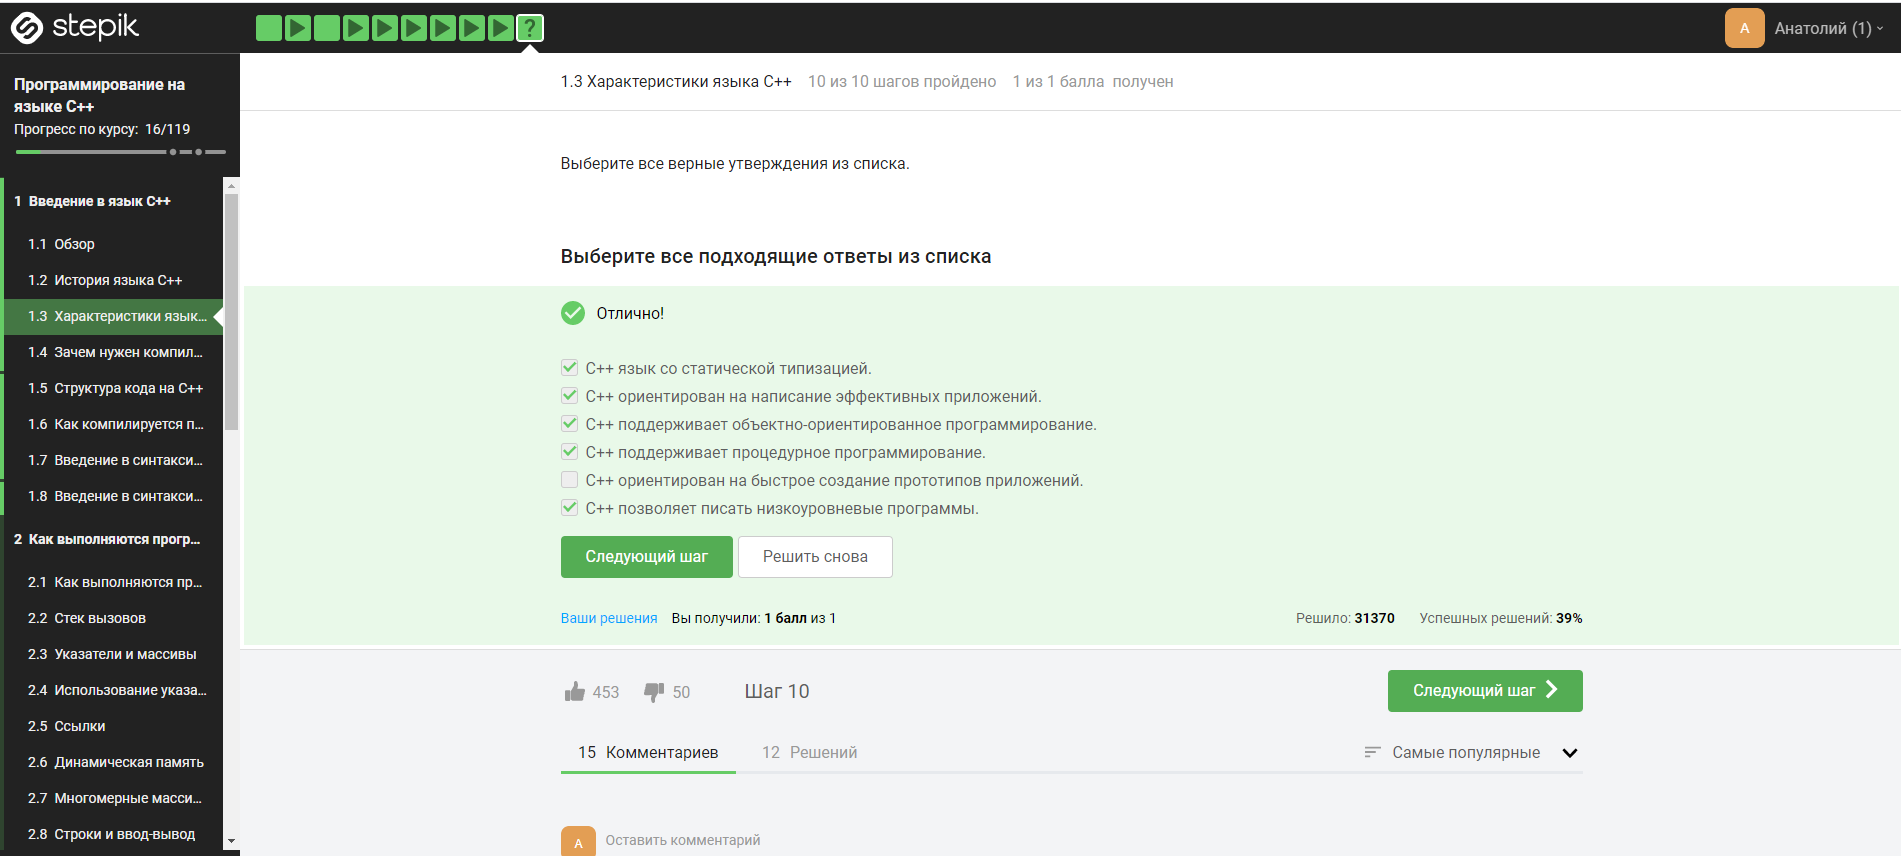 stepik
?
А
Анатолий (1)
Программирование на
языке C++
Прогресс по курсу: 16/119
1 Введение в язык C++
1.1 Обзор
1.2 История языка C++
1.3 Характеристики язык...
1.4 Зачем нужен компил...
1.5 Структура кода на C++
1.6 Как компилируется п...
1.7 Введение в синтакси...
1.8 Введение в синтакси...
2 Как выполняются прогр...
2.1 Как выполняются пр...
2.2 Стек вызовов
2.3 Указатели и массивы
2.4 Использование указа...
2.5 Ссылки
2.6 Динамическая память
2.7 Многомерные масси...
2.8 Строки и ввод-вывод
1.3 Характеристики языка C++ 10 из 10 шагов пройдено 1 из 1 балла получен
Выберите все верные утверждения из списка.
Выберите все подходящие ответы из списка
Отлично!
C++ язык со статической типизацией.
C++ ориентирован на написание эффективных приложений.
C++ поддерживает объектно-ориентированное программирование.
C++ поддерживает процедурное программирование.
C++ ориентирован на быстрое создание прототипов приложений.
C++ позволяет писать низкоуровневые программы.
Следующий шаг Решить снова
Ваши решения Вы получили: 1 балл из 1 Решило: 31370 Успешных решений: 39%
453 50 Шаг 10 Следующий шаг
15 Комментариев 12 Решений Самые популярные
А Оставить комментарий